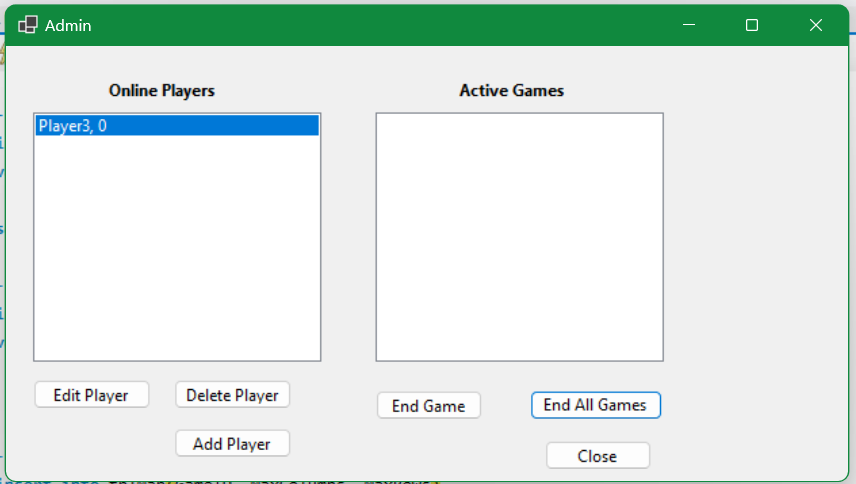 Admin
Online Players
Active Games
Player3, 0
Edit Player
Delete Player
End Game
End All Games
Add Player
Close